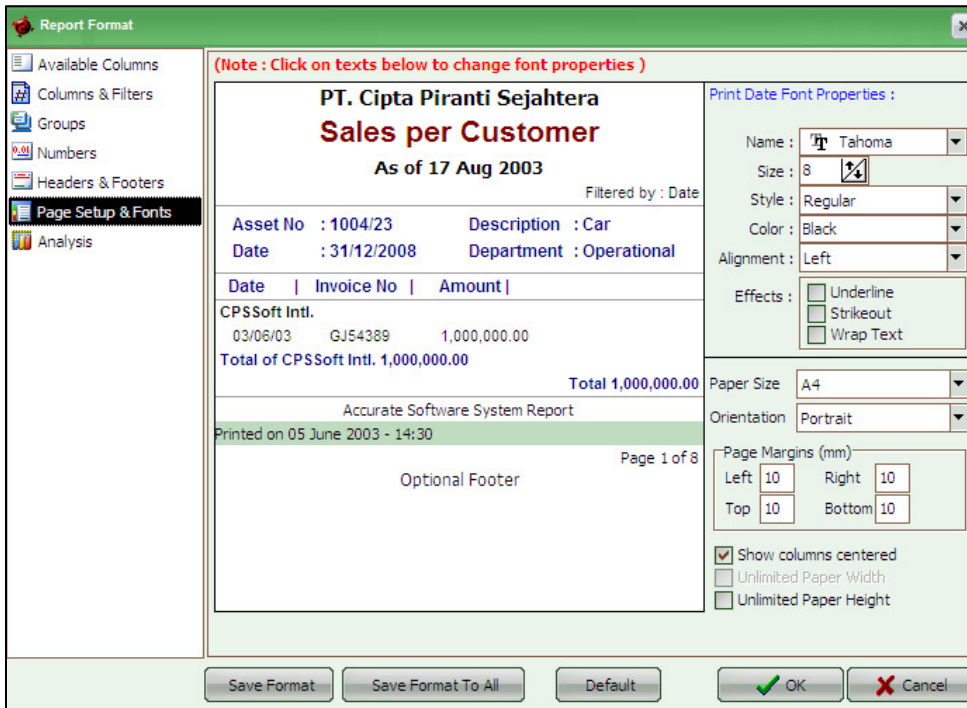 Report Format
Available Columns
Columns & Filters
Groups
Numbers
Headers & Footers
Page Setup & Fonts
Analysis
(Note : Click on texts below to change font properties )
PT. Cipta Piranti Sejahtera
Sales per Customer
As of 17 Aug 2003
Filtered by : Date
Asset No : 1004/23 Description : Car
Date : 31/12/2008 Department : Operational
Date | Invoice No | Amount |
CPSSoft Intl.
03/06/03 GJ54389 1,000,000.00
Total of CPSSoft Intl. 1,000,000.00
Total 1,000,000.00
Accurate Software System Report
Printed on 05 June 2003 - 14:30
Page 1 of 8
Optional Footer
Print Date Font Properties :
Name : Tahoma
Size : 8
Style : Regular
Color : Black
Alignment : Left
Effects : Underline
Strikeout
Wrap Text
Paper Size A4
Orientation Portrait
Page Margins (mm)
Left 10 Right 10
Top 10 Bottom 10
Show columns centered
Unlimited Paper Width
Unlimited Paper Height
Save Format Save Format To All Default OK Cancel